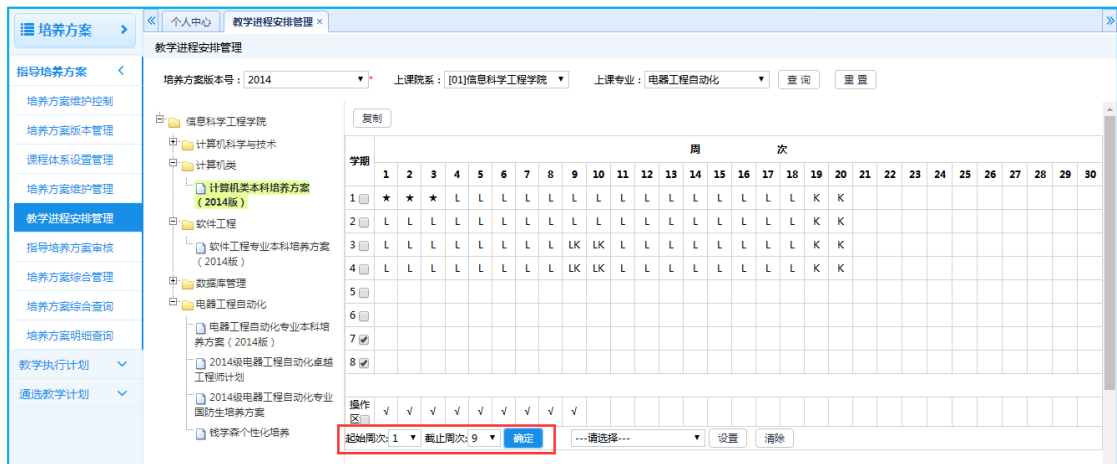 培养方案
指导培养方案
培养方案维护控制
培养方案版本管理
课程体系设置管理
培养方案维护管理
教学进程安排管理
指导培养方案审核
培养方案综合管理
培养方案综合查询
培养方案明细查询
教学执行计划
通选教学计划
个人中心 教学进程安排管理 ×
教学进程安排管理
培养方案版本号：2014 * 上课院系：[01]信息科学工程学院 上课专业：电器工程自动化 查 询 重 置
信息科学工程学院
计算机科学与技术
计算机类
计算机类本科培养方案
（2014版）
软件工程
软件工程专业本科培养方案
（2014版）
数据库管理
电器工程自动化
电器工程自动化专业本科培
养方案（2014版）
2014级电器工程自动化卓越
工程师计划
2014级电器工程自动化专业
国防生培养方案
钱学森个性化培养
复制
学期 周 次
1 2 3 4 5 6 7 8 9 10 11 12 13 14 15 16 17 18 19 20 21 22 23 24 25 26 27 28 29 30
1 ★ ★ ★ L L L L L L L L L L L L L L L K K
2 L L L L L L L L L L L L L L L L L L K K
3 L L L L L L L L LK LK L L L L L L L L K K
4 L L L L L L L L LK LK L L L L L L L L K K
5
6
7
8
操作
区 √ √ √ √ √ √ √ √ √
起始周次: 1 截止周次: 9 确定 ---请选择--- 设置 清除